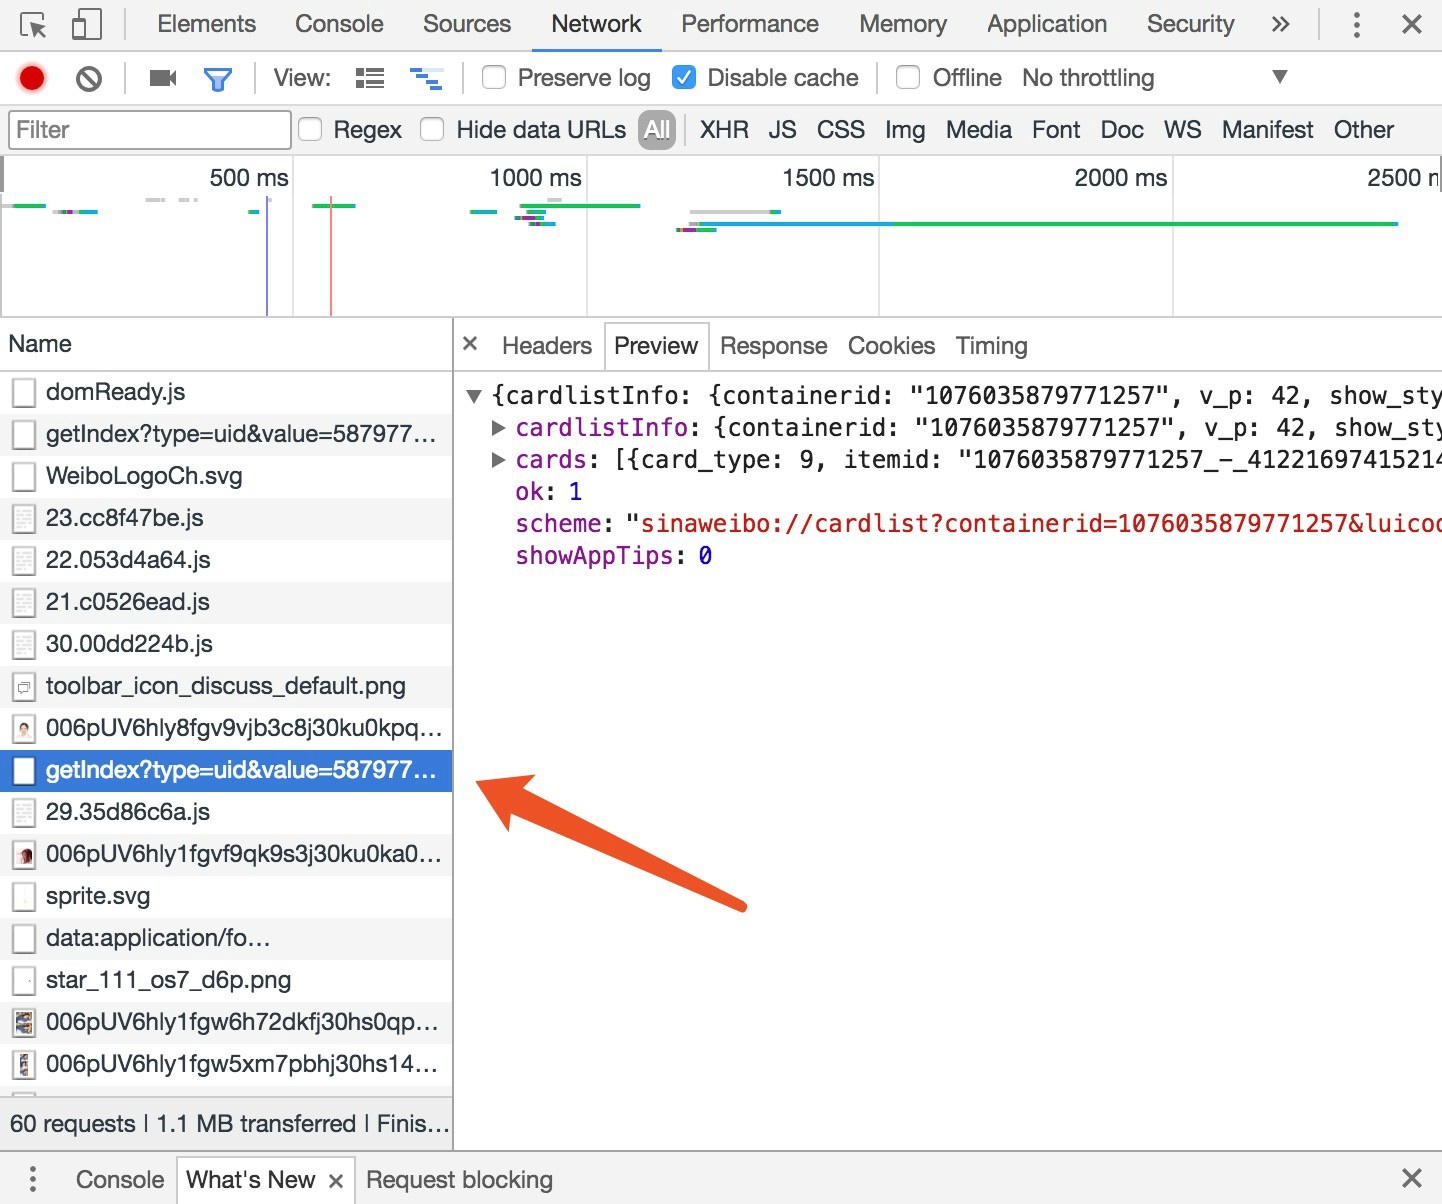 Elements Console Sources Network Performance Memory Application Security »
View: Preserve log Disable cache Offline No throttling
Filter Regex Hide data URLs All XHR JS CSS Img Media Font Doc WS Manifest Other
500 ms 1000 ms 1500 ms 2000 ms 2500 m
Name
domReady.js
getIndex?type=uid&value=587977...
WeiboLogoCh.svg
23.cc8f47be.js
22.053d4a64.js
21.c0526ead.js
30.00dd224b.js
toolbar_icon_discuss_default.png
006pUV6hly8fgv9vjb3c8j30ku0kpq...
getIndex?type=uid&value=587977...
29.35d86c6a.js
006pUV6hly1fgvf9qk9s3j30ku0ka0...
sprite.svg
data:application/fo...
star_111_os7_d6p.png
006pUV6hly1fgw6h72dkfj30hs0qp...
006pUV6hly1fgw5xm7pbhj30hs14...
60 requests | 1.1 MB transferred | Finis...
× Headers Preview Response Cookies Timing
{cardlistInfo: {containerid: "1076035879771257", v_p: 42, show_sty
cardlistInfo: {containerid: "1076035879771257", v_p: 42, show_sty
cards: [{card_type: 9, itemid: "1076035879771257_-_41221697415214
ok: 1
scheme: "sinaweibo://cardlist?containerid=1076035879771257&luicod
showAppTips: 0
Console What's New × Request blocking